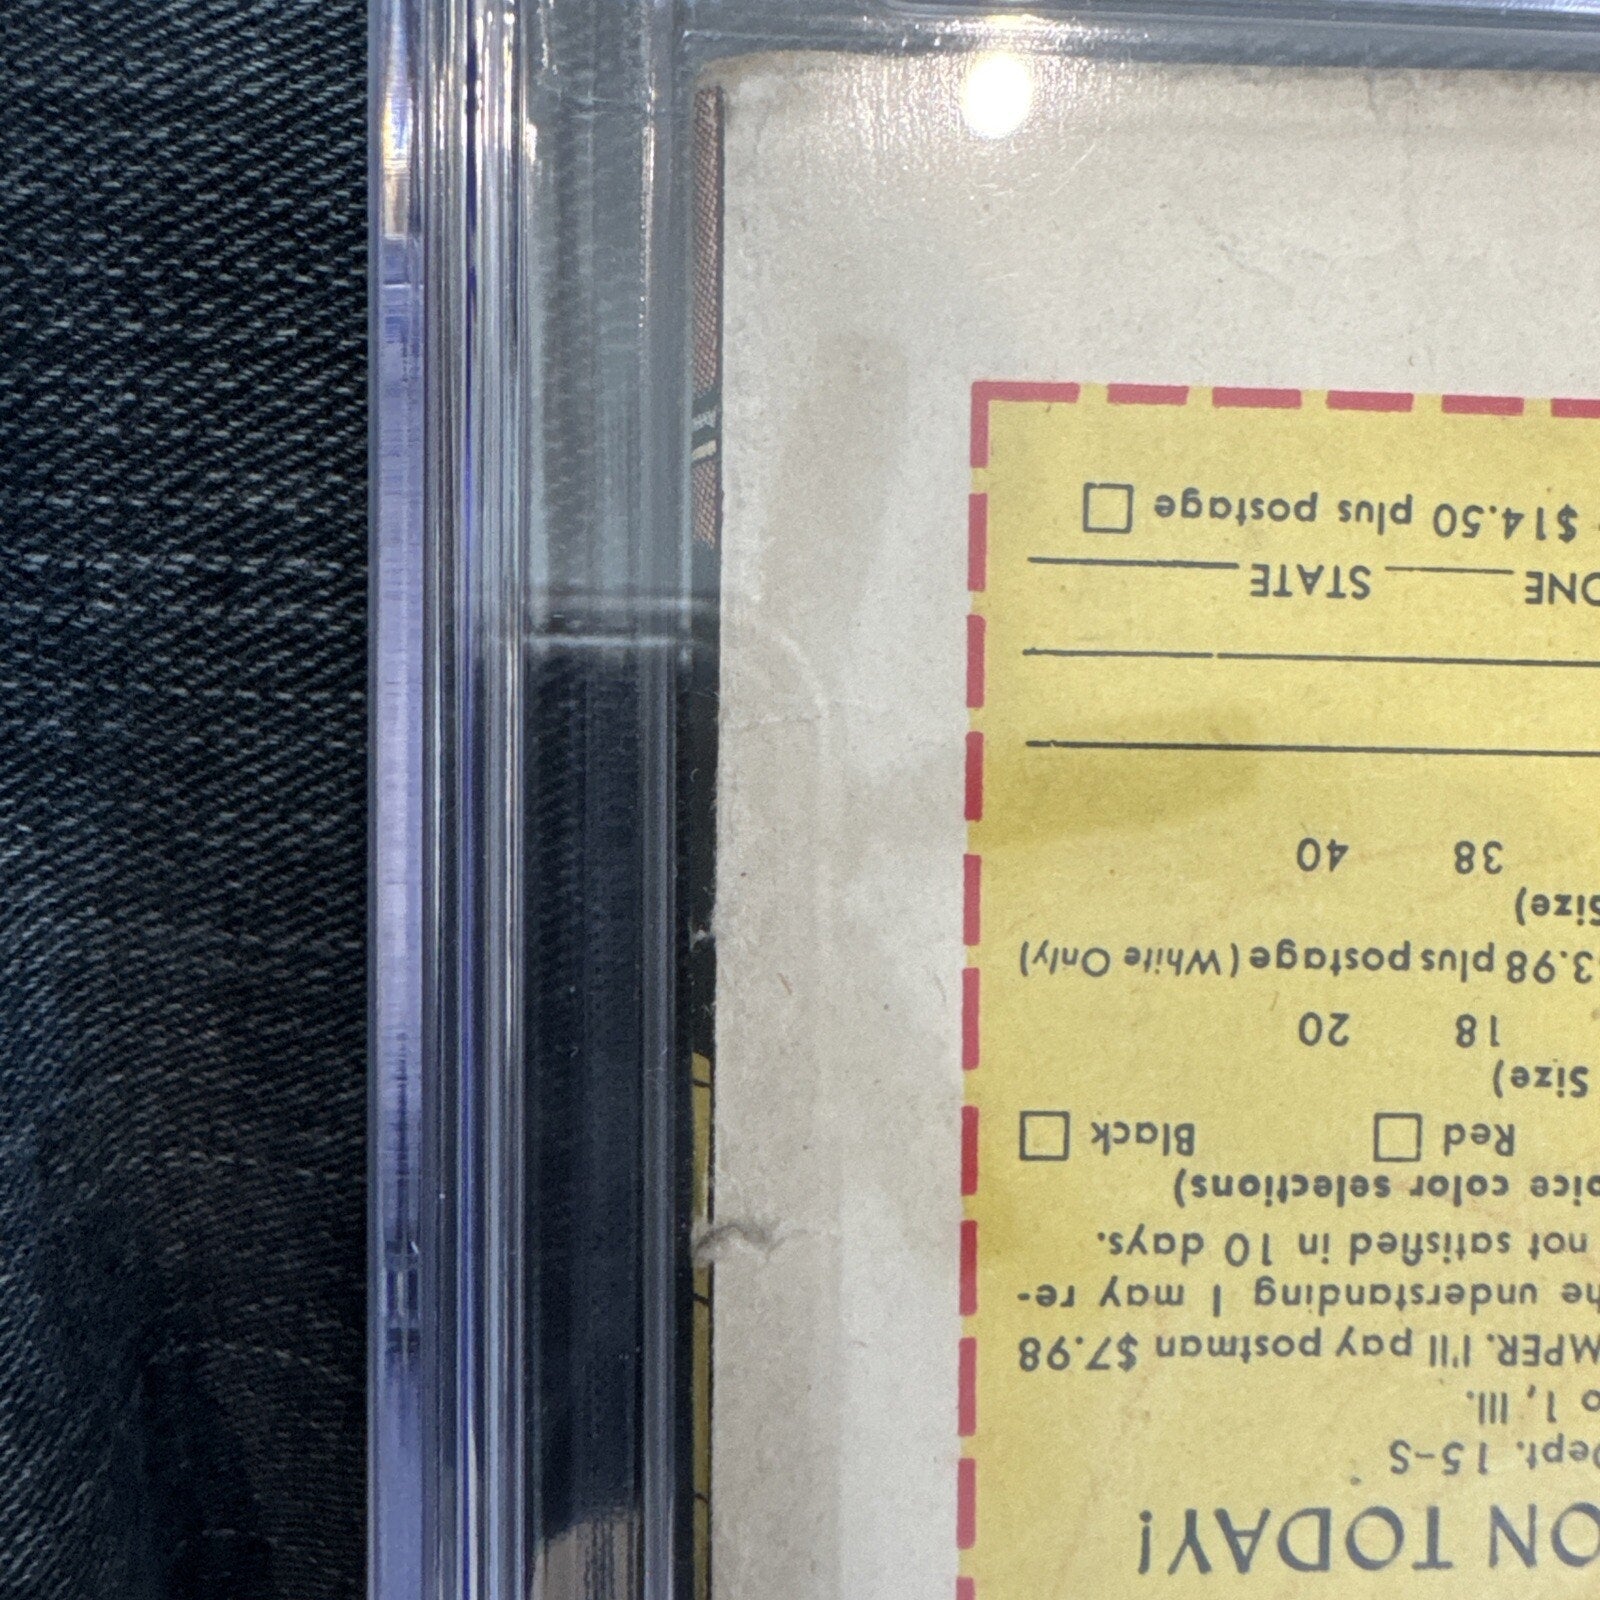 ON TODAY!
Dept. 15-S
o 1, Ill.
MPER. I'll pay postman $7.98
he understanding I may re-
not satisfied in 10 days.
oice color selections)
Red Black
Size)
18 20
3.98 plus postage (White Only)
Size)
38 40
ONE STATE
$14.50 plus postage